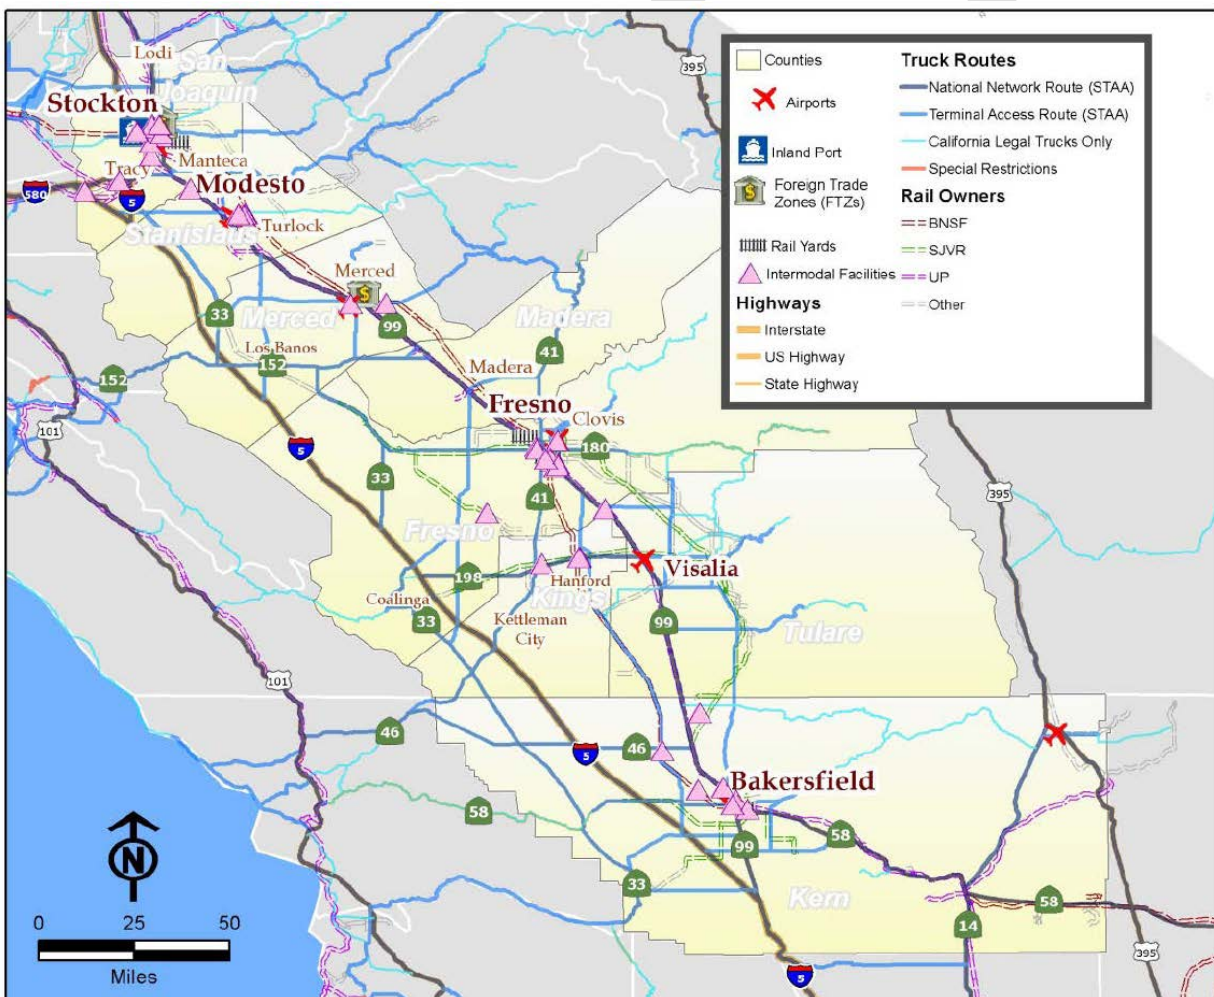 Lodi
San
Joaquin
Stockton
Tracy
Manteca
580
5
Modesto
Stanislaus
Turlock
Merced
33
Merced
99
Madera
Los Banos
152
152
41
Madera
101
Fresno
Clovis
5
180
33
41
Fresno
395
395
Visalia
198
Hanford
Kings
Coalinga
33
Kettleman
City
99
Tulare
101
46
5
46
Bakersfield
58
58
99
33
Kern
58
14
395
5
N
0 25 50
Miles
Counties
Airports
Inland Port
Foreign Trade
Zones (FTZs)
Rail Yards
Intermodal Facilities
Highways
Interstate
US Highway
State Highway
Truck Routes
National Network Route (STAA)
Terminal Access Route (STAA)
California Legal Trucks Only
Special Restrictions
Rail Owners
BNSF
SJVR
UP
Other